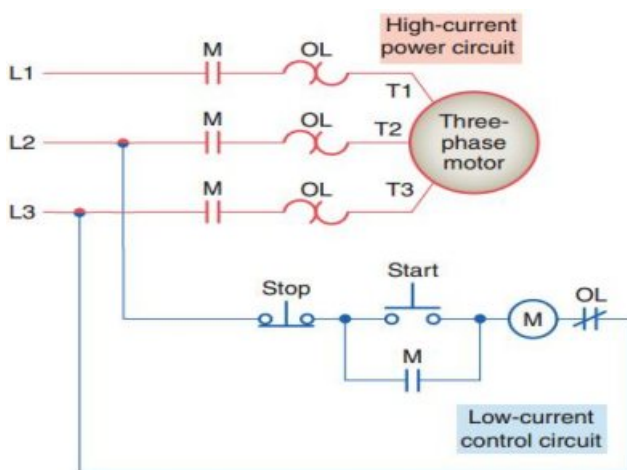 High-current
power circuit
M OL
L1
T1
M OL
L2
T2
Three-
phase
motor
M OL
L3
T3
Stop
Start
M
OL
M
Low-current
control circuit